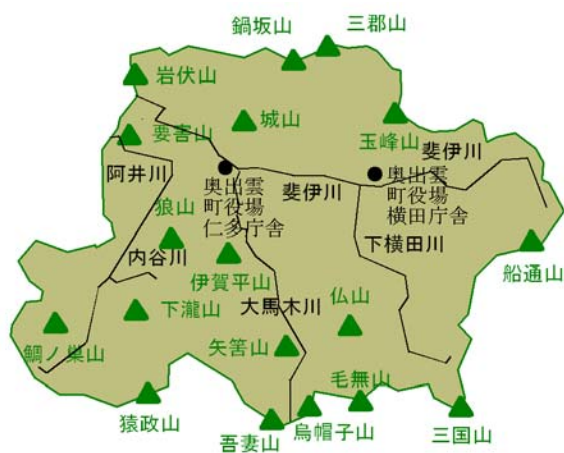 三郡山
鍋坂山
岩伏山
城山
玉峰山
要害山
斐伊川
阿井川
奥出雲
町役場
仁多庁舎
斐伊川
奥出雲
町役場
横田庁舎
狼山
下横田川
内谷川
伊賀平山
船通山
下瀧山
大馬木川
仏山
鯛ノ巣山
矢筈山
毛無山
猿政山
吾妻山
烏帽子山
三国山